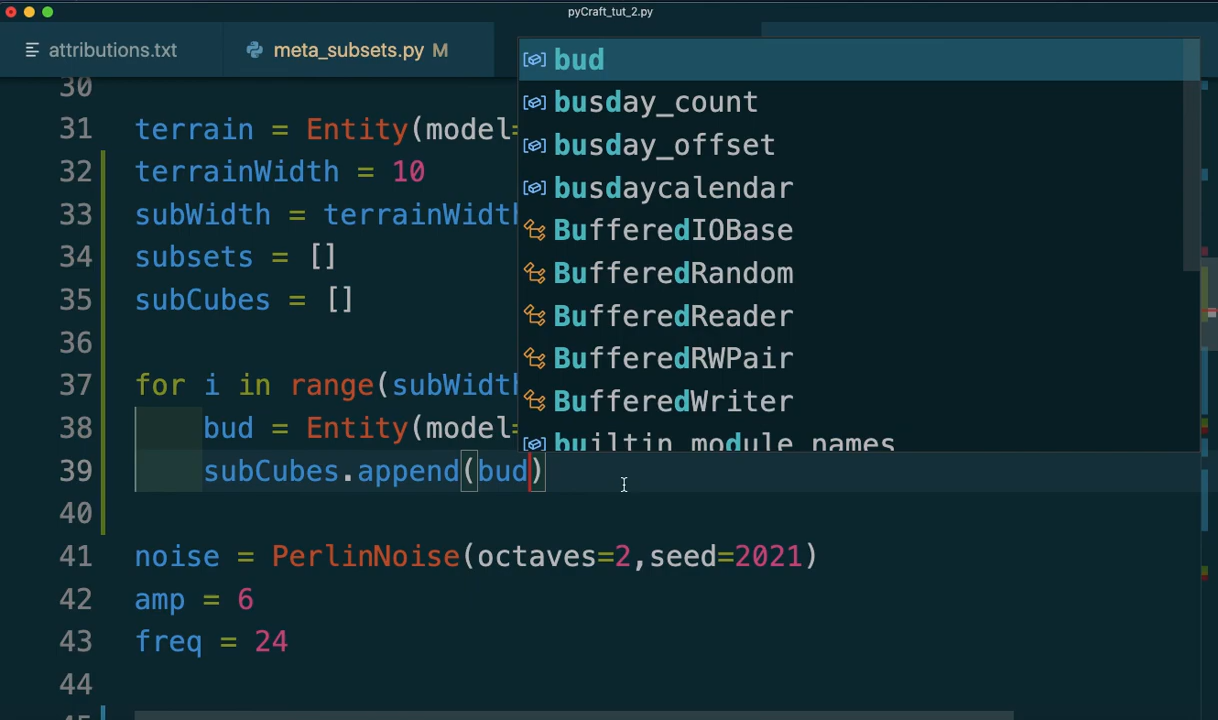 pyCraft_tut_2.py
attributions.txt
meta_subsets.py M
30
31 terrain = Entity(model=
32 terrainWidth = 10
33 subWidth = terrainWidth
34 subsets = []
35 subCubes = []
36
37 for i in range(subWidth
38 bud = Entity(model=
39 subCubes.append(bud)
40
41 noise = PerlinNoise(octaves=2,seed=2021)
42 amp = 6
43 freq = 24
44
bud
busday_count
busday_offset
busdaycalendar
BufferedIOBase
BufferedRandom
BufferedReader
BufferedRWPair
BufferedWriter
builtin_module_names